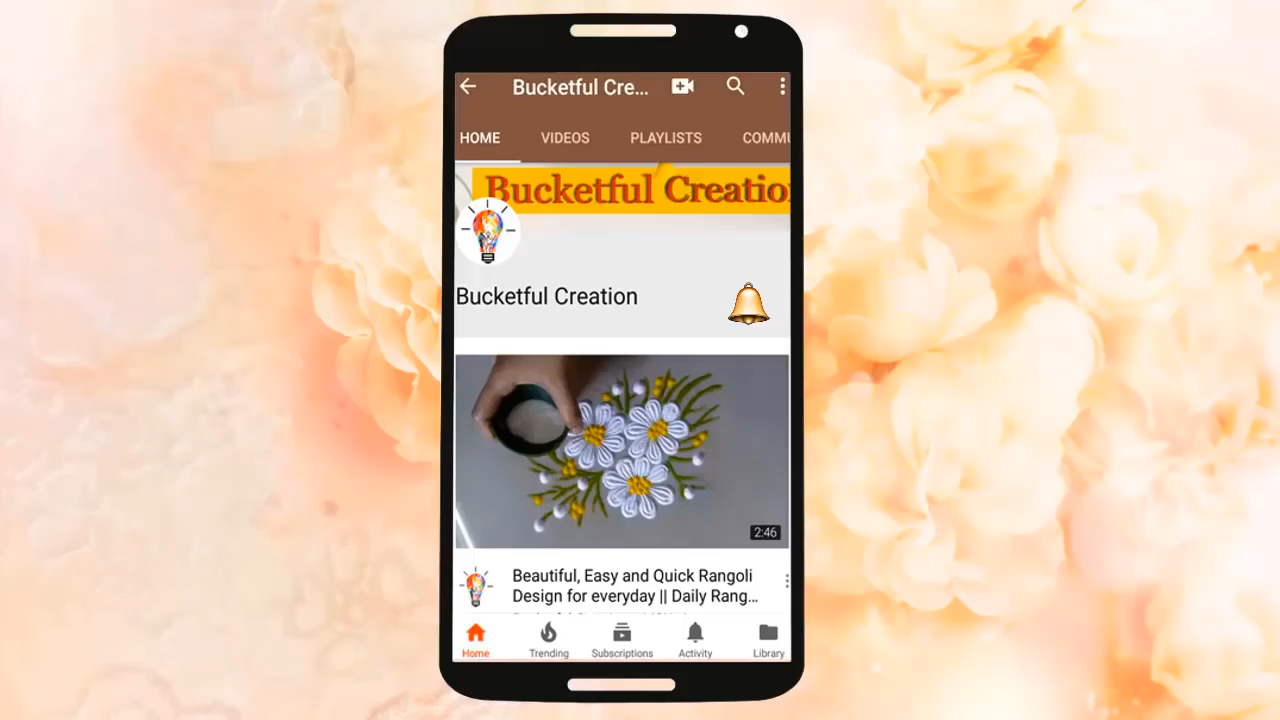 Bucketful Cre...
HOME VIDEOS PLAYLISTS COMMU
Bucketful Creation
Bucketful Creation
2:46
Beautiful, Easy and Quick Rangoli
Design for everyday || Daily Rang...
Home Trending Subscriptions Activity Library